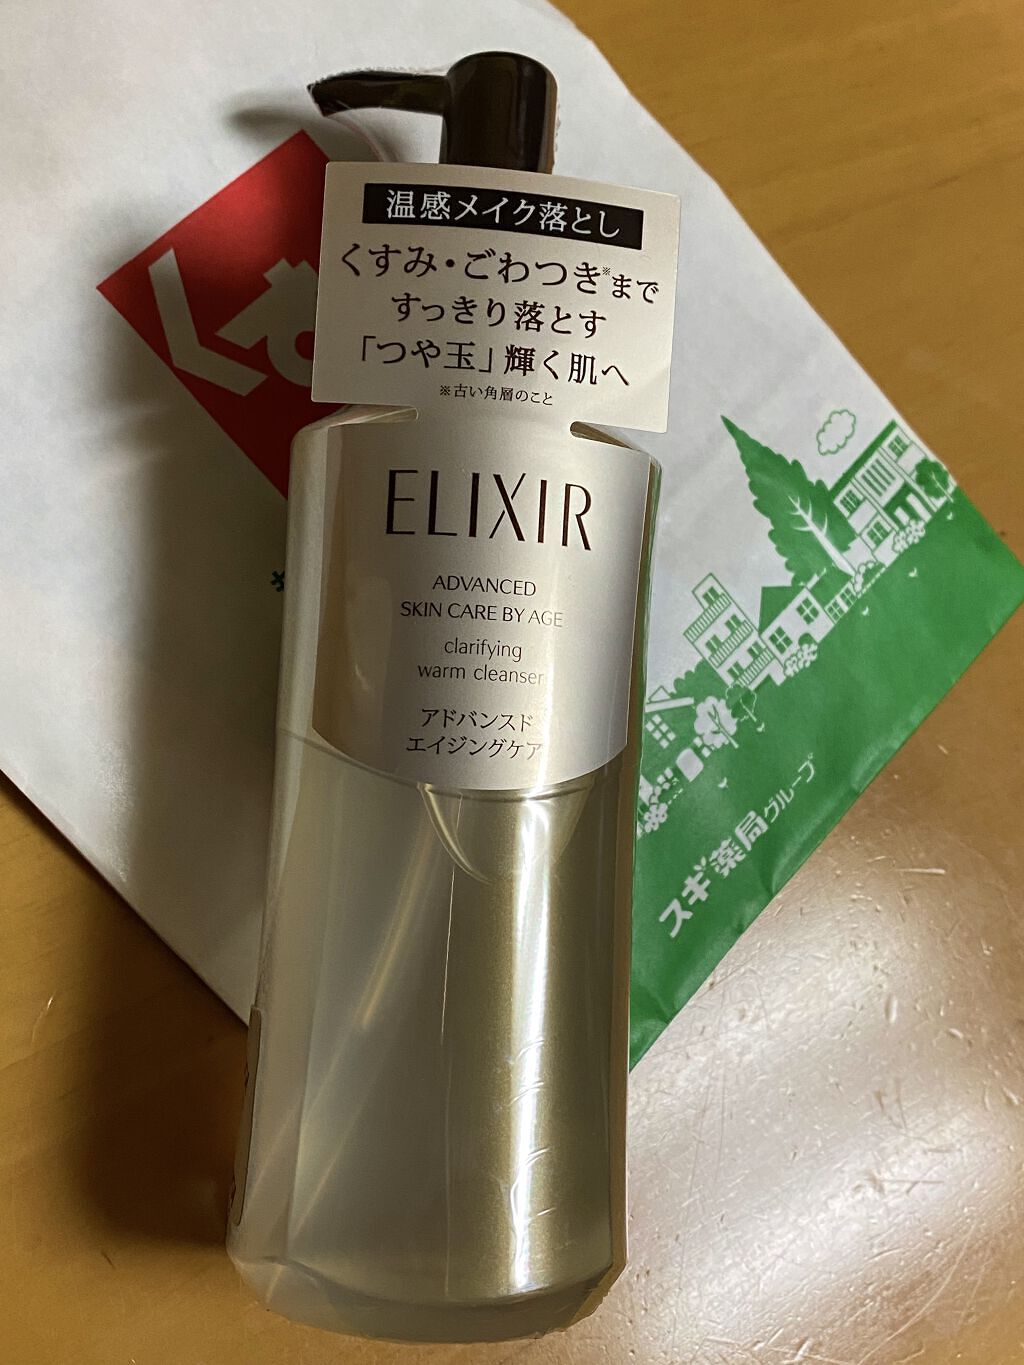 温感メイク落とし
くすみ・ごわつき※まで
すっきり落とす
「つや玉」輝く肌へ
※古い角層のこと
ELIXIR
ADVANCED
SKIN CARE BY AGE
clarifying
warm cleanser
アドバンスド
エイジングケア
スギ薬局グループ